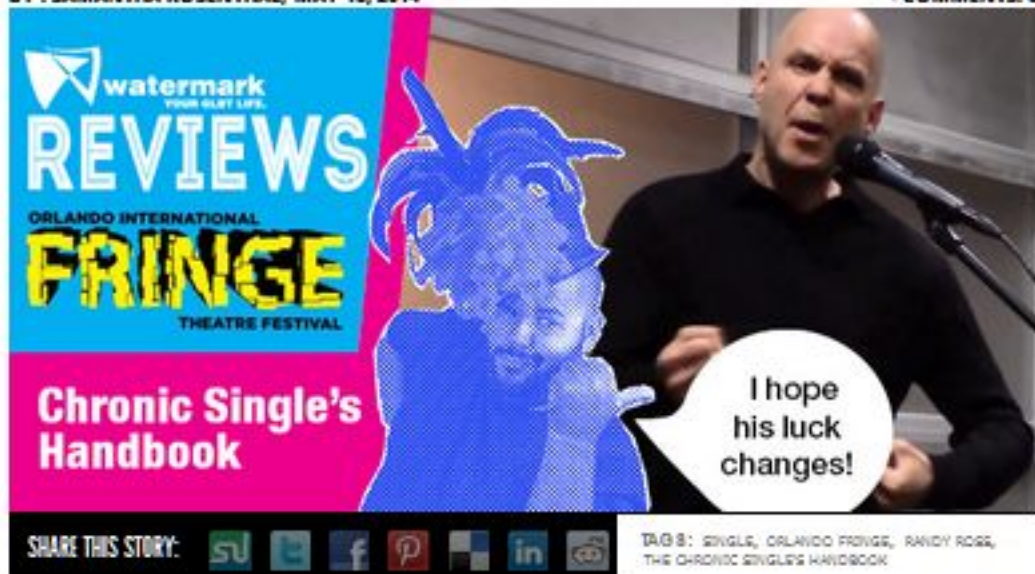 watermark
YOUR GLBT LIFE.
REVIEWS
ORLANDO INTERNATIONAL
FRINGE
THEATRE FESTIVAL
Chronic Single's
Handbook
I hope
his luck
changes!
SHARE THIS STORY:
TAGS: SINGLE, ORLANDO FRINGE, RANDY ROSS,
THE CHRONIC SINGLE'S HANDBOOK